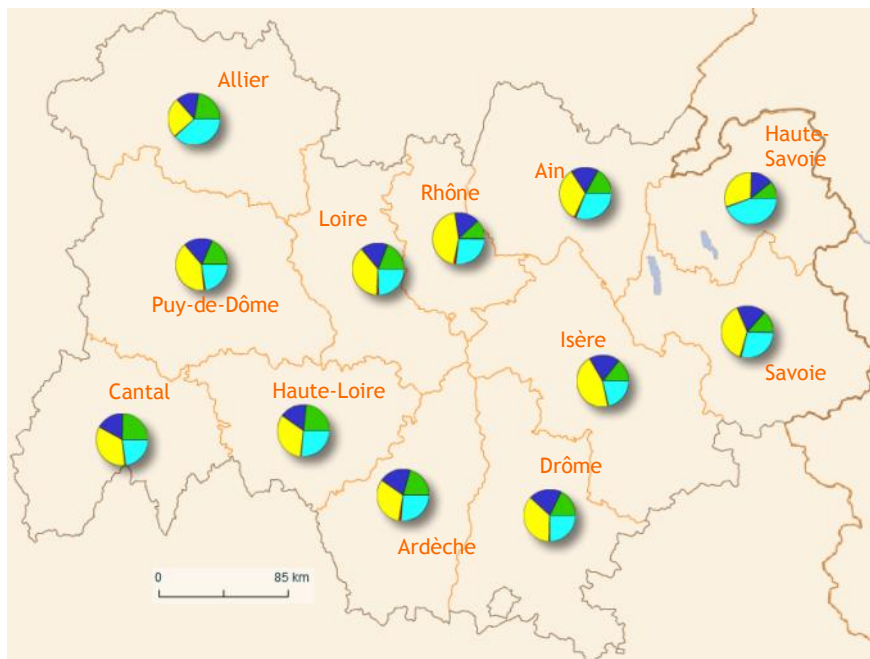 Allier
Haute-
Savoie
Ain
Rhône
Loire
Puy-de-Dôme
Isère
Savoie
Cantal
Haute-Loire
Drôme
Ardèche
0 85 km